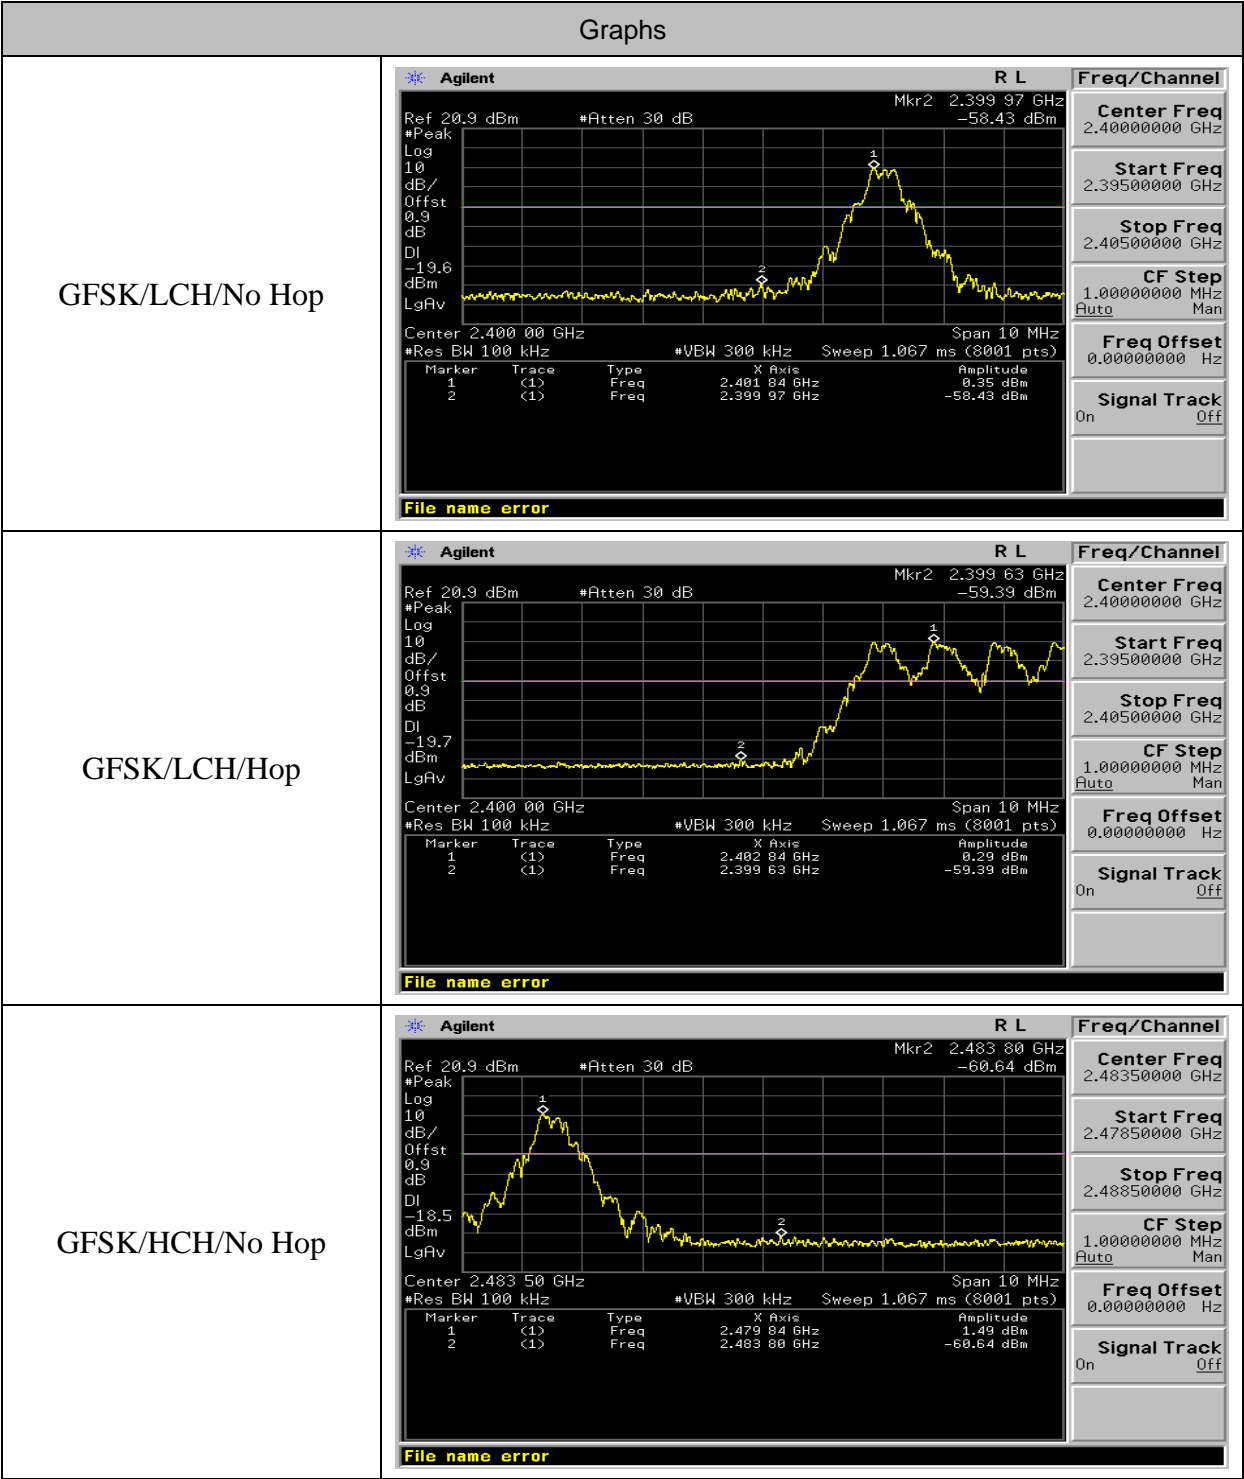 Graphs
GFSK/LCH/No Hop
Agilent R L Freq/Channel
Mkr2 2.399 97 GHz
Ref 20.9 dBm #Atten 30 dB -58.43 dBm
#Peak
Log
10
dB/
Offst
0.9
dB
DI
-19.6
dBm
LgAv
1
2
Center 2.400 00 GHz Span 10 MHz
#Res BW 100 kHz #VBW 300 kHz Sweep 1.067 ms (8001 pts)
Marker Trace Type X Axis Amplitude
1 (1) Freq 2.401 84 GHz 0.35 dBm
2 (1) Freq 2.399 97 GHz -58.43 dBm
File name error
Center Freq
2.40000000 GHz
Start Freq
2.39500000 GHz
Stop Freq
2.40500000 GHz
CF Step
1.00000000 MHz
Auto Man
Freq Offset
0.00000000 Hz
Signal Track
On Off
GFSK/LCH/Hop
Agilent R L Freq/Channel
Mkr2 2.399 63 GHz
Ref 20.9 dBm #Atten 30 dB -59.39 dBm
#Peak
Log
10
dB/
Offst
0.9
dB
DI
-19.7
dBm
LgAv
1
2
Center 2.400 00 GHz Span 10 MHz
#Res BW 100 kHz #VBW 300 kHz Sweep 1.067 ms (8001 pts)
Marker Trace Type X Axis Amplitude
1 (1) Freq 2.402 84 GHz 0.29 dBm
2 (1) Freq 2.399 63 GHz -59.39 dBm
File name error
Center Freq
2.40000000 GHz
Start Freq
2.39500000 GHz
Stop Freq
2.40500000 GHz
CF Step
1.00000000 MHz
Auto Man
Freq Offset
0.00000000 Hz
Signal Track
On Off
GFSK/HCH/No Hop
Agilent R L Freq/Channel
Mkr2 2.483 80 GHz
Ref 20.9 dBm #Atten 30 dB -60.64 dBm
#Peak
Log
10
dB/
Offst
0.9
dB
DI
-18.5
dBm
LgAv
1
2
Center 2.483 50 GHz Span 10 MHz
#Res BW 100 kHz #VBW 300 kHz Sweep 1.067 ms (8001 pts)
Marker Trace Type X Axis Amplitude
1 (1) Freq 2.479 84 GHz 1.49 dBm
2 (1) Freq 2.483 80 GHz -60.64 dBm
File name error
Center Freq
2.48350000 GHz
Start Freq
2.47850000 GHz
Stop Freq
2.48850000 GHz
CF Step
1.00000000 MHz
Auto Man
Freq Offset
0.00000000 Hz
Signal Track
On Off